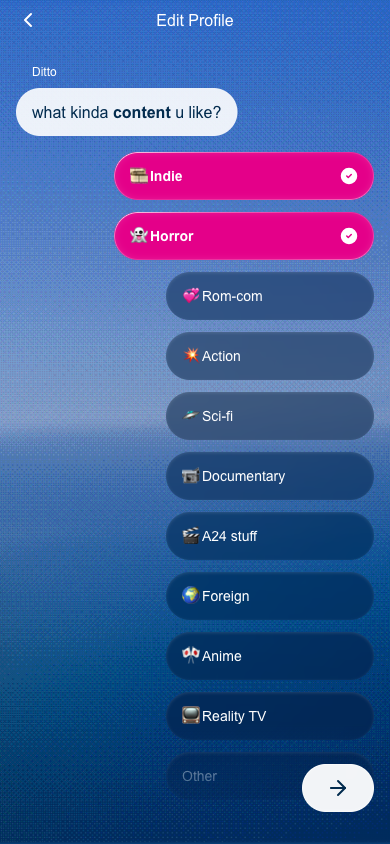 Edit Profile
Ditto
what kinda content u like?
Indie
Horror
Rom-com
Action
Sci-fi
Documentary
A24 stuff
Foreign
Anime
Reality TV
Other